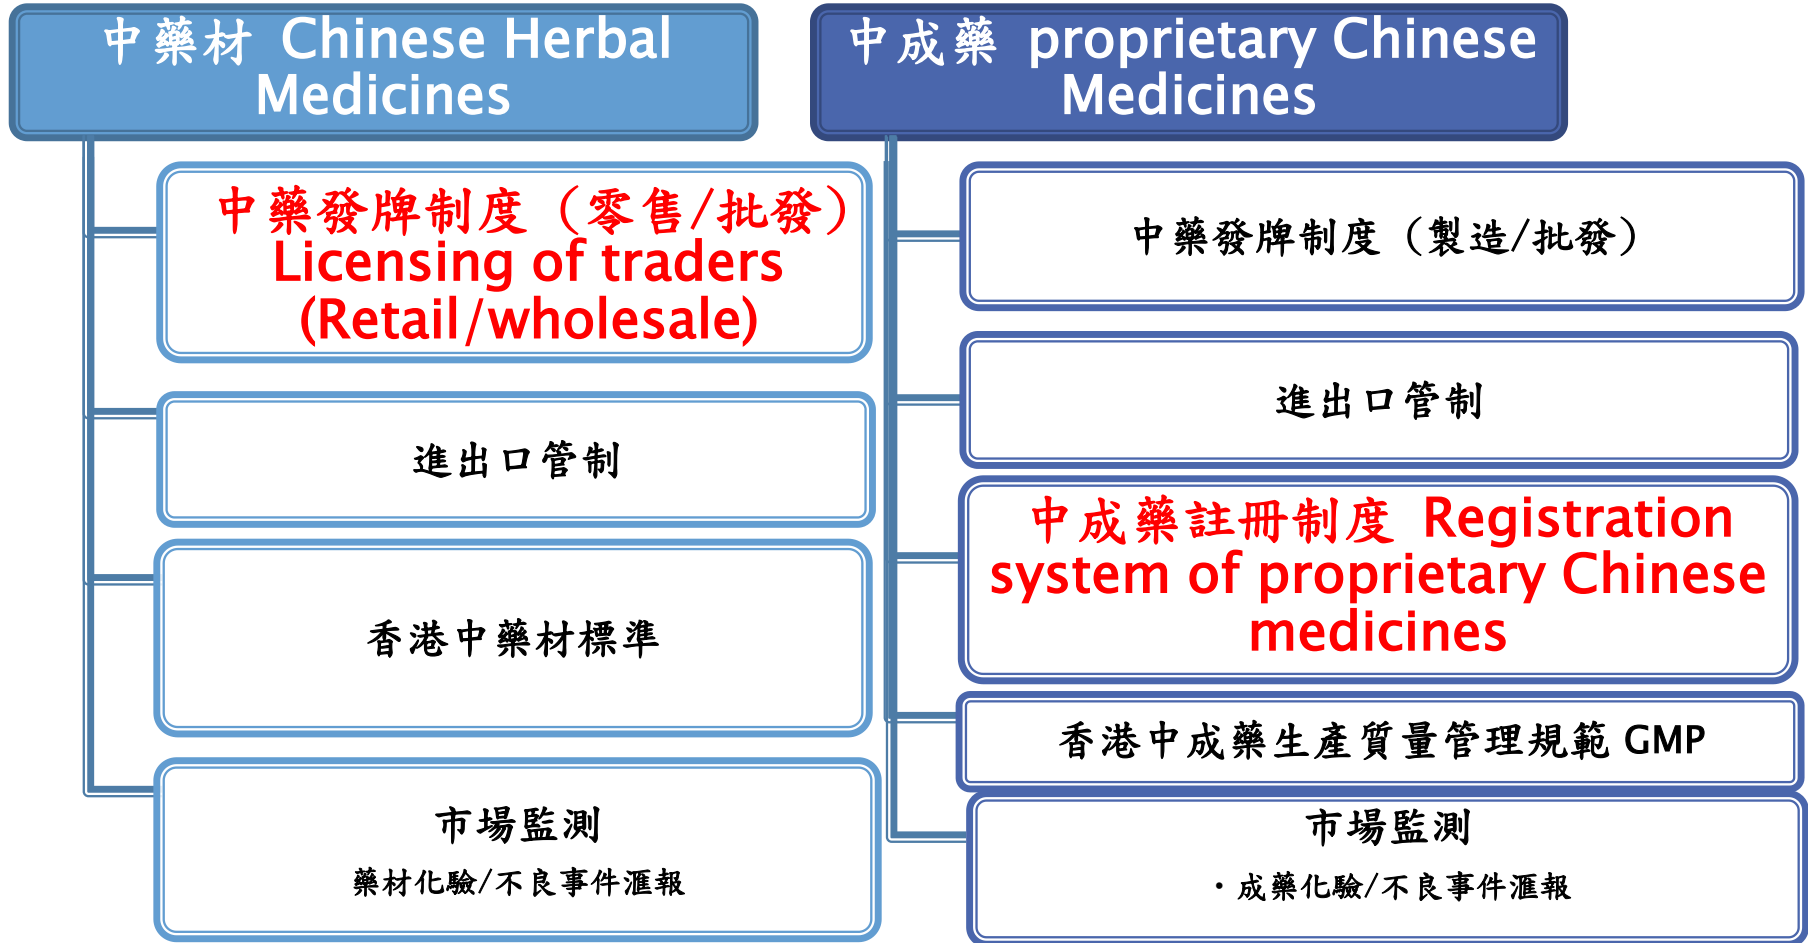 中藥材 Chinese Herbal
Medicines
中藥發牌制度（零售/批發）
Licensing of traders
(Retail/wholesale)
進出口管制
香港中藥材標準
市場監測
藥材化驗/不良事件滙報
中成藥 proprietary Chinese
Medicines
中藥發牌制度（製造/批發）
進出口管制
中成藥註冊制度 Registration
system of proprietary Chinese
medicines
香港中成藥生產質量管理規範 GMP
市場監測
・成藥化驗/不良事件滙報